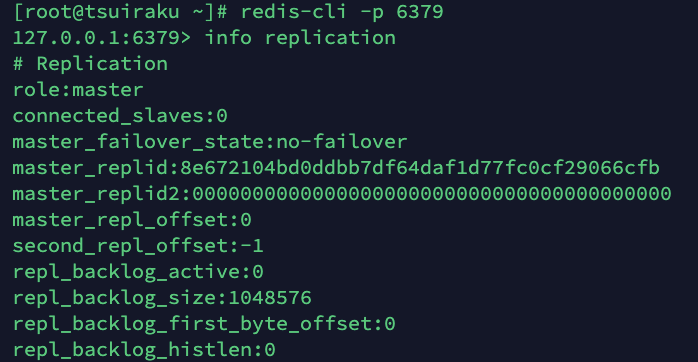 [root@tsuiraku ~]# redis-cli -p 6379
127.0.0.1:6379> info replication
# Replication
role:master
connected_slaves:0
master_failover_state:no-failover
master_replid:8e672104bd0ddbb7df64daf1d77fc0cf29066cfb
master_replid2:0000000000000000000000000000000000000000
master_repl_offset:0
second_repl_offset:-1
repl_backlog_active:0
repl_backlog_size:1048576
repl_backlog_first_byte_offset:0
repl_backlog_histlen:0